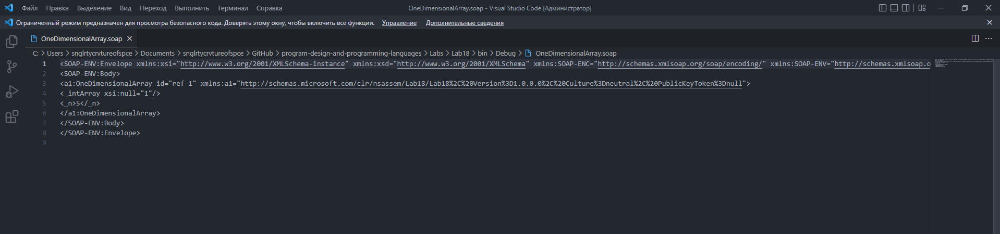 Файл Правка Выделение Вид Переход Выполнить Терминал Справка OneDimensionalArray.soap - Visual Studio Code [Администратор]
Ограниченный режим предназначен для просмотра безопасного кода. Доверять этому окну, чтобы включить все функции. Управление Дополнительные сведения
OneDimensionalArray.soap
C: > Users > snglrtycrvtureofspce > Documents > snglrtycrvtureofspce > GitHub > program-design-and-programming-languages > Labs > Lab18 > bin > Debug > OneDimensionalArray.soap
1 <SOAP-ENV:Envelope xmlns:xsi="http://www.w3.org/2001/XMLSchema-instance" xmlns:xsd="http://www.w3.org/2001/XMLSchema" xmlns:SOAP-ENC="http://schemas.xmlsoap.org/soap/encoding/" xmlns:SOAP-ENV="http://schemas.xmlsoap.o
2 <SOAP-ENV:Body>
3 <a1:OneDimensionalArray id="ref-1" xmlns:a1="http://schemas.microsoft.com/clr/nsassem/Lab18/Lab18%2C%20Version%3D1.0.0.0%2C%20Culture%3Dneutral%2C%20PublicKeyToken%3Dnull">
4 <_intArray xsi:null="1"/>
5 <_n>5</_n>
6 </a1:OneDimensionalArray>
7 </SOAP-ENV:Body>
8 </SOAP-ENV:Envelope>
9